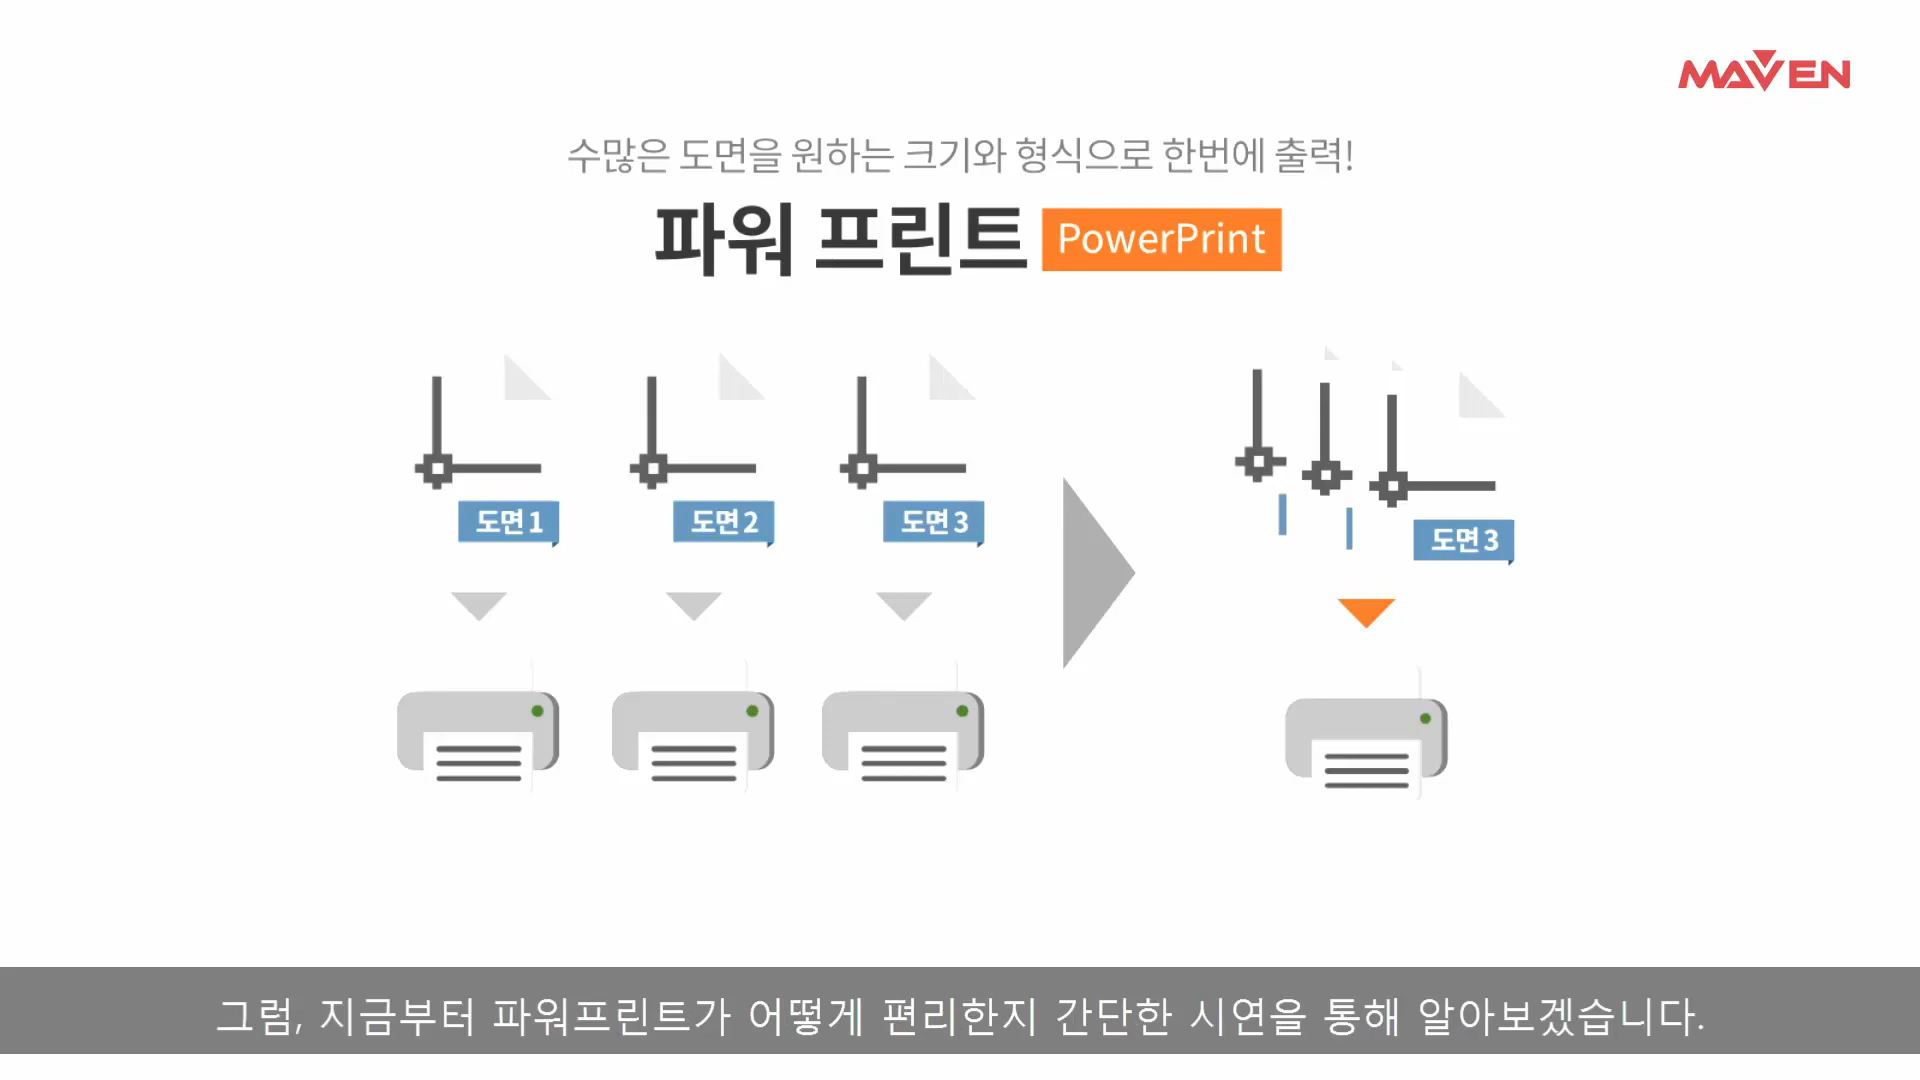 MAVEN
수많은 도면을 원하는 크기와 형식으로 한번에 출력!
파워 프린트 PowerPrint
도면 1
도면 2
도면 3
도면 3
그럼, 지금부터 파워프린트가 어떻게 편리한지 간단한 시연을 통해 알아보겠습니다.